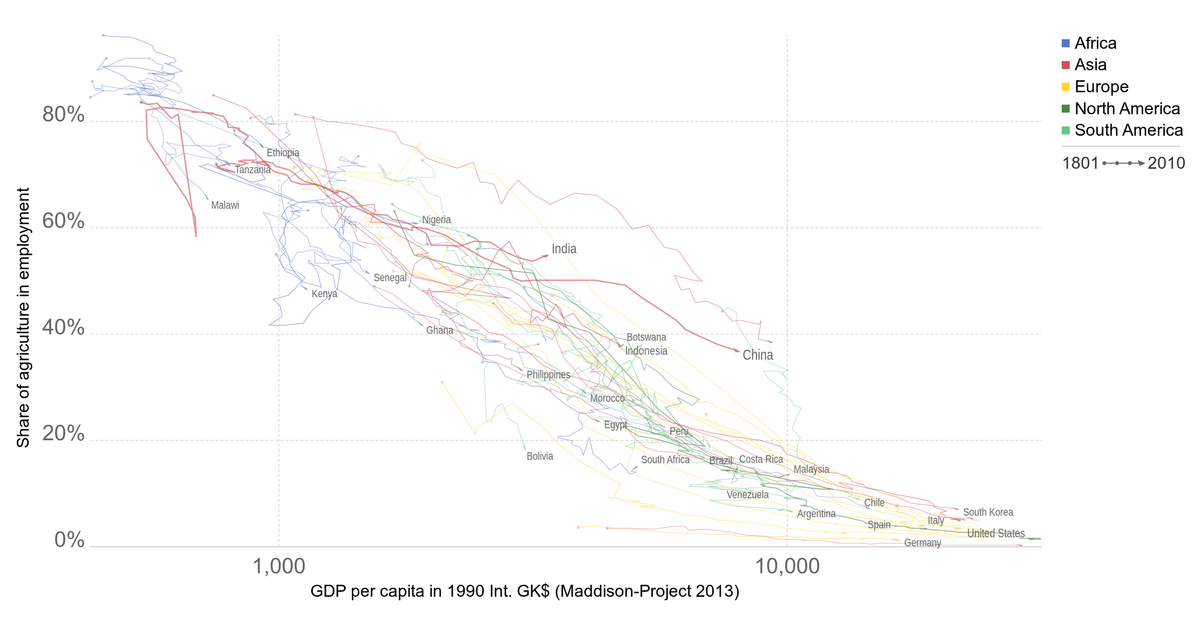 Africa
Asia
Europe
North America
South America
1801 2010
80%
60%
40%
20%
0%
Share of agriculture in employment
Ethiopia
Tanzania
Malawi
Nigeria
India
Senegal
Kenya
Ghana
Botswana
Indonesia
China
Philippines
Morocco
Egypt
Peru
Bolivia
South Africa
Brazil
Costa Rica
Malaysia
Venezuela
Chile
Argentina
Spain
Italy
South Korea
United States
Germany
1,000
10,000
GDP per capita in 1990 Int. GK$ (Maddison-Project 2013)